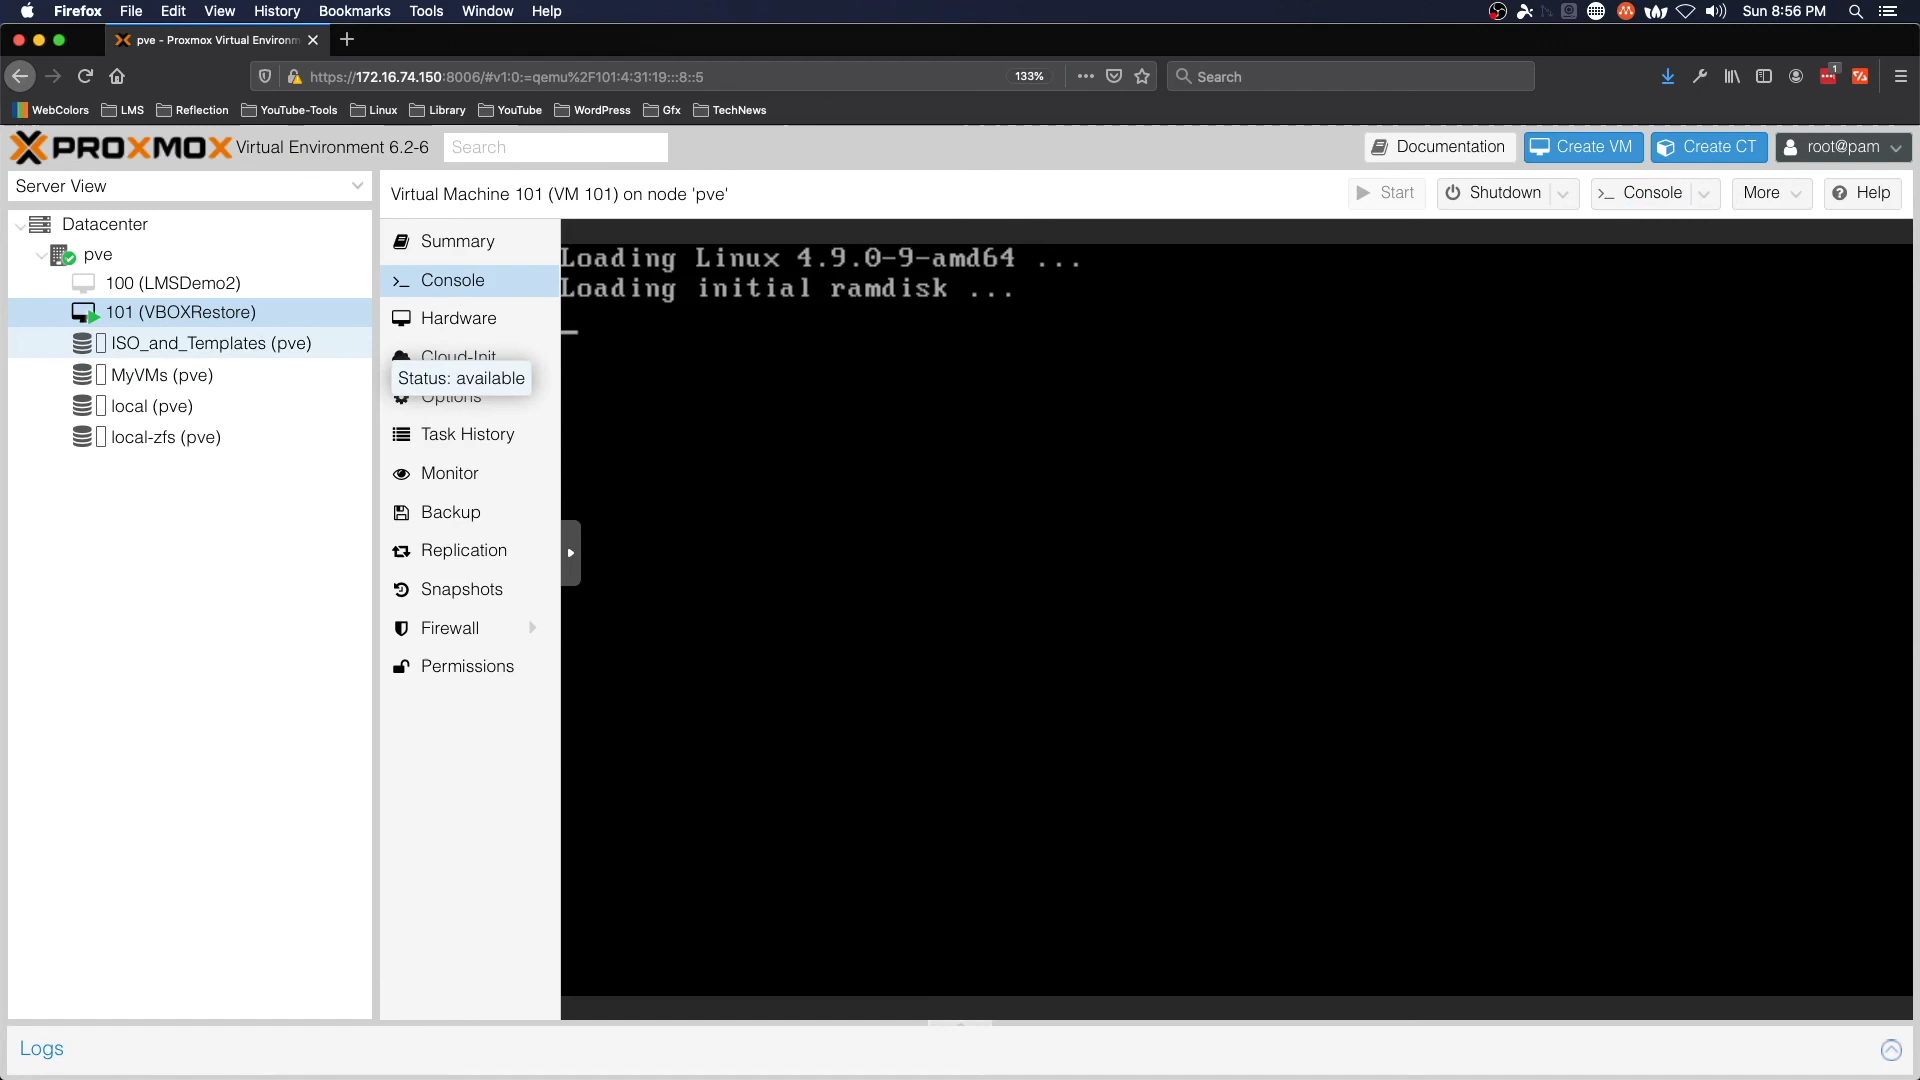 Firefox File Edit View History Bookmarks Tools Window Help Sun 8:56 PM
pve - Proxmox Virtual Environm
https://172.16.74.150:8006/#v1:0:=qemu%2F101:4:31:19:::8::5 133% Search 1
WebColors LMS Reflection YouTube-Tools Linux Library YouTube WordPress Gfx TechNews
PROXMOX Virtual Environment 6.2-6 Search Documentation Create VM Create CT root@pam
Server View
Virtual Machine 101 (VM 101) on node 'pve' Start Shutdown Console More Help
Datacenter
pve
100 (LMSDemo2)
101 (VBOXRestore)
ISO_and_Templates (pve)
MyVMs (pve)
local (pve)
local-zfs (pve)
Summary
Console
Hardware
Cloud-Init
Status: available
Options
Task History
Monitor
Backup
Replication
Snapshots
Firewall
Permissions
Loading Linux 4.9.0-9-amd64 ...
Loading initial ramdisk ...
_
Logs